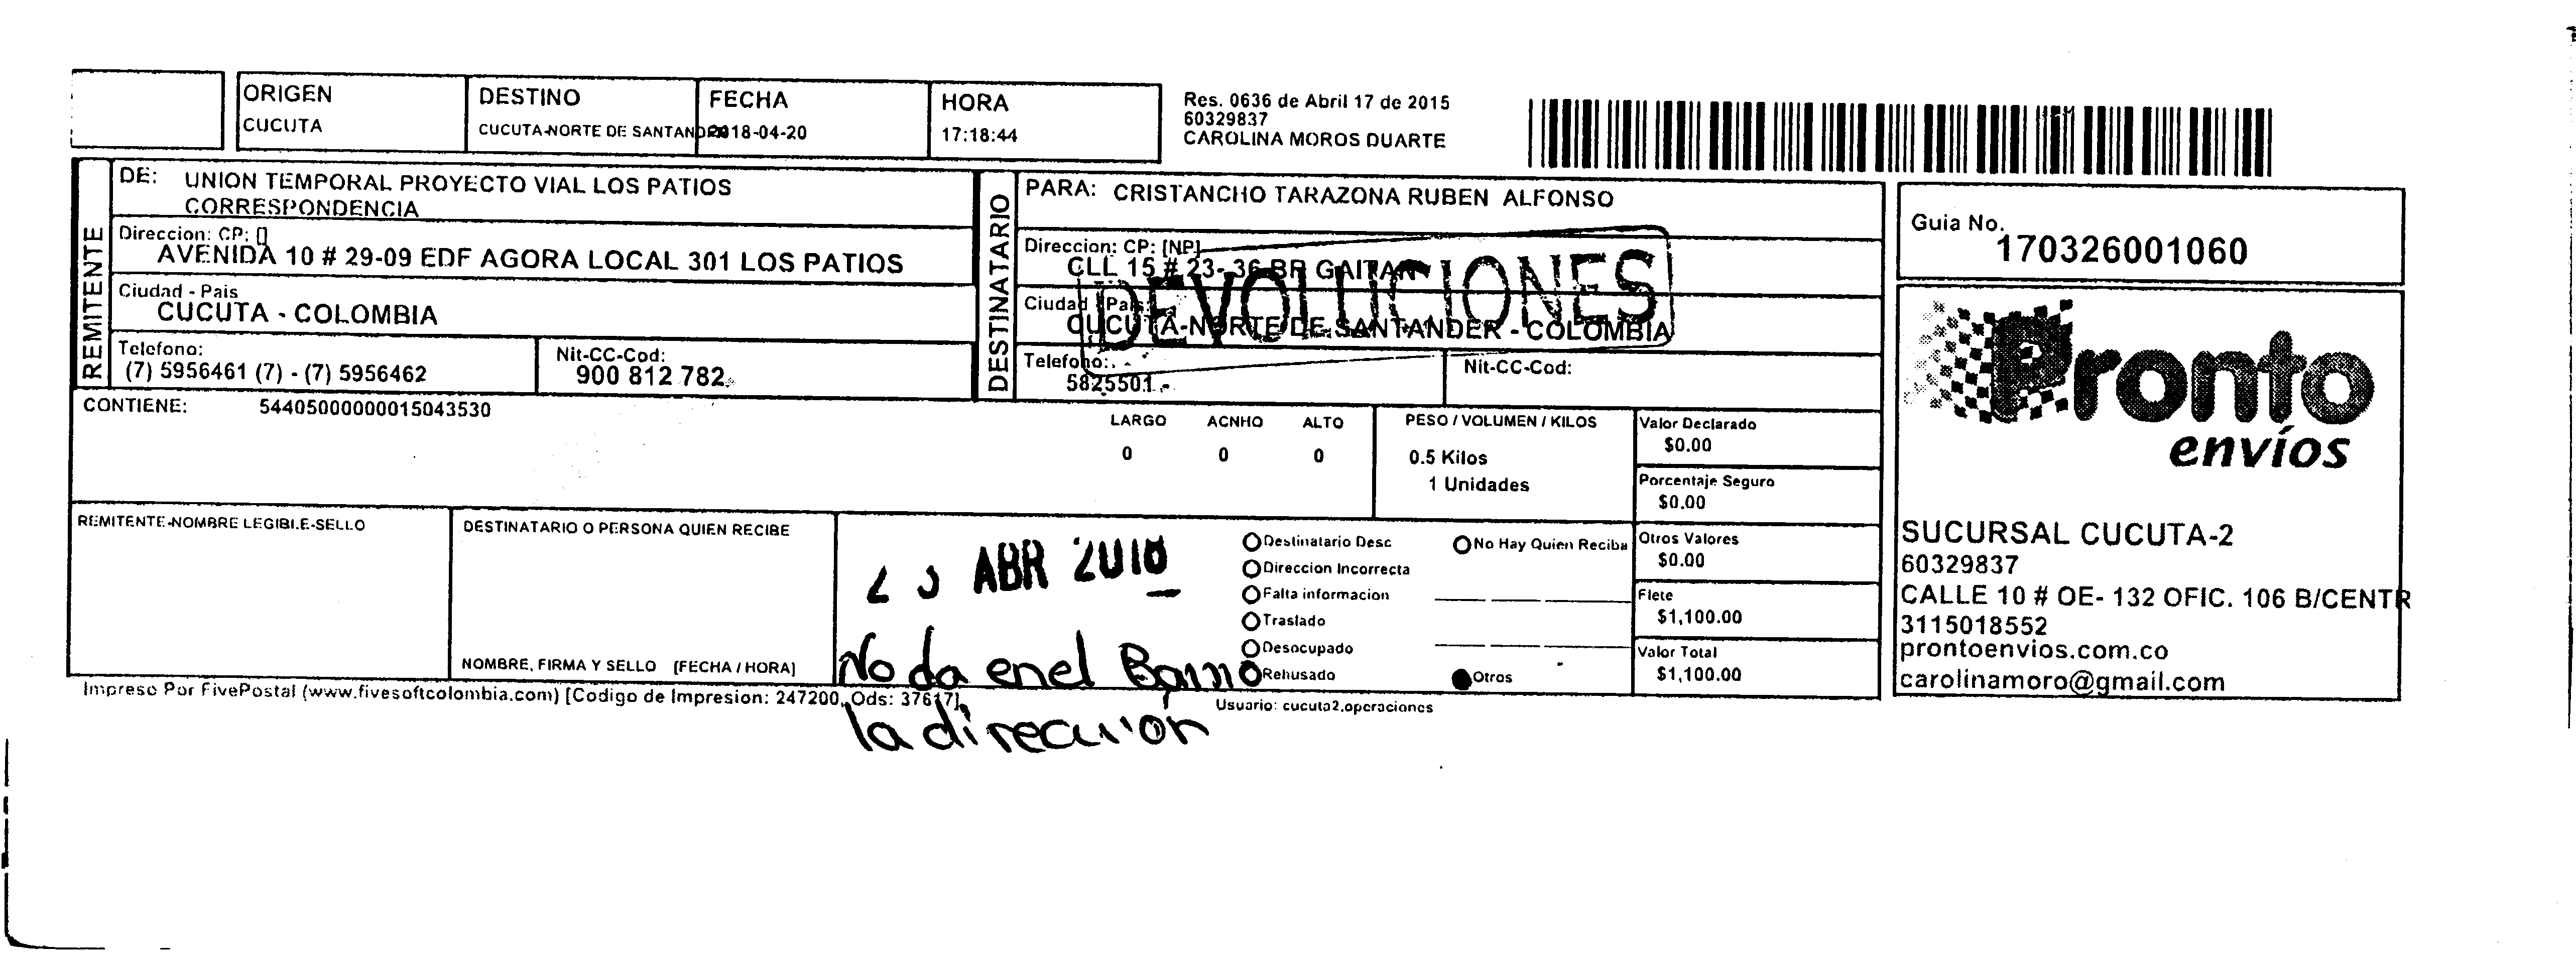 ORIGEN
CUCUTA
DESTINO
CUCUTA-NORTE DE SANTAND
FECHA
2018-04-20
HORA
17:18:44
Res. 0636 de Abril 17 de 2015
60329837
CAROLINA MOROS DUARTE
REMITENTE
DE: UNION TEMPORAL PROYECTO VIAL LOS PATIOS
CORRESPONDENCIA
Direccion: CP: []
AVENIDA 10 # 29-09 EDF AGORA LOCAL 301 LOS PATIOS
Ciudad - Pais
CUCUTA - COLOMBIA
Telefono:
(7) 5956461 (7) - (7) 5956462
Nit-CC-Cod:
900 812 782
DESTINATARIO
PARA: CRISTANCHO TARAZONA RUBEN ALFONSO
Direccion: CP: [NP]
CLL 15 # 23- 36 BR GAITAN
DEVOLUCIONES
Ciudad - Pais:
CUCUTA-NORTE DE SANTANDER - COLOMBIA
Telefono:
5825501 -
Nit-CC-Cod:
Guia No.
170326001060
Pronto
envíos
SUCURSAL CUCUTA-2
60329837
CALLE 10 # OE- 132 OFIC. 106 B/CENTR
3115018552
prontoenvios.com.co
carolinamoro@gmail.com
CONTIENE: 54405000000015043530
LARGO ACNHO ALTO
0 0 0
PESO / VOLUMEN / KILOS
0.5 Kilos
1 Unidades
Valor Declarado
$0.00
Porcentaje Seguro
$0.00
Otros Valores
$0.00
Flete
$1,100.00
Valor Total
$1,100.00
REMITENTE-NOMBRE LEGIBLE-SELLO
DESTINATARIO O PERSONA QUIEN RECIBE
NOMBRE, FIRMA Y SELLO [FECHA / HORA]
ABR 2018
Destinatario Desc
Direccion Incorrecta
Falta informacion
Traslado
Desocupado
Rehusado
No Hay Quien Reciba
Otros
No da en el Barrio
la dirección
Impreso Por FivePostal (www.fivesoftcolombia.com) [Codigo de Impresion: 247200, Ods: 37617]
Usuario: cucuta2.operaciones